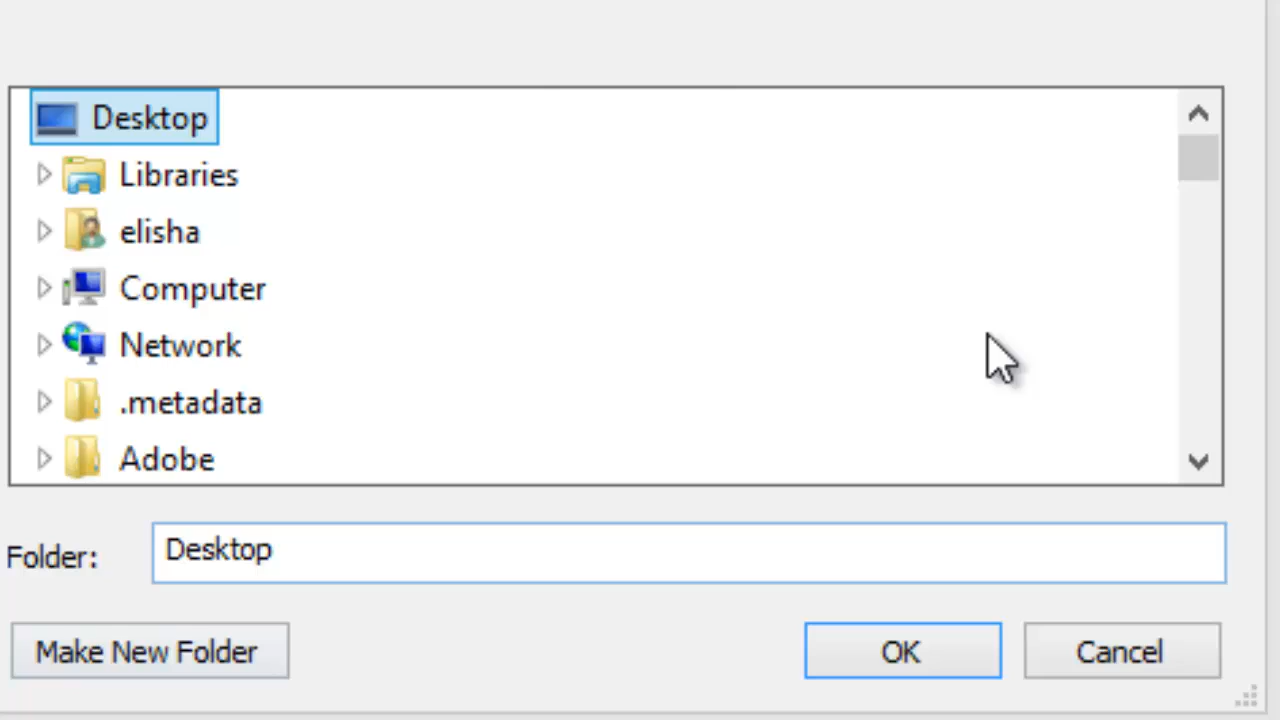 Desktop
Libraries
elisha
Computer
Network
.metadata
Adobe
Folder: Desktop
Make New Folder OK Cancel